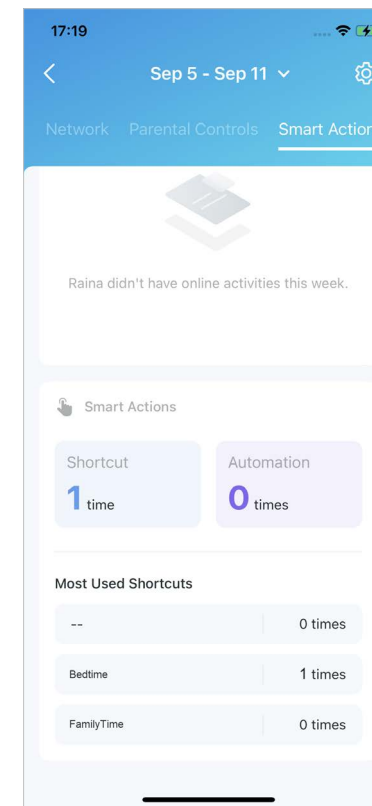 17:19
Sep 5 - Sep 11
Network Parental Controls Smart Action
Raina didn't have online activities this week.
Smart Actions
Shortcut Automation
1 time 0 times
Most Used Shortcuts
-- 0 times
Bedtime 1 times
FamilyTime 0 times